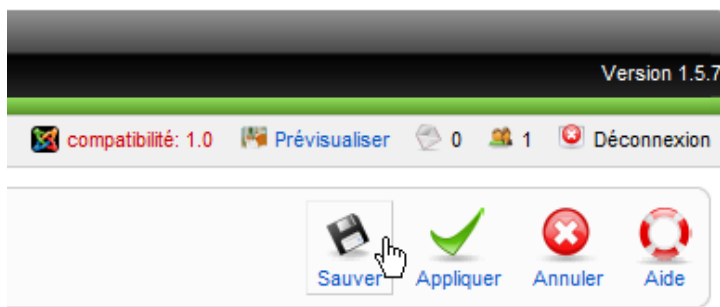 Version 1.5.7
compatibilité: 1.0 Prévisualiser 0 1 Déconnexion
Sauver Appliquer Annuler Aide